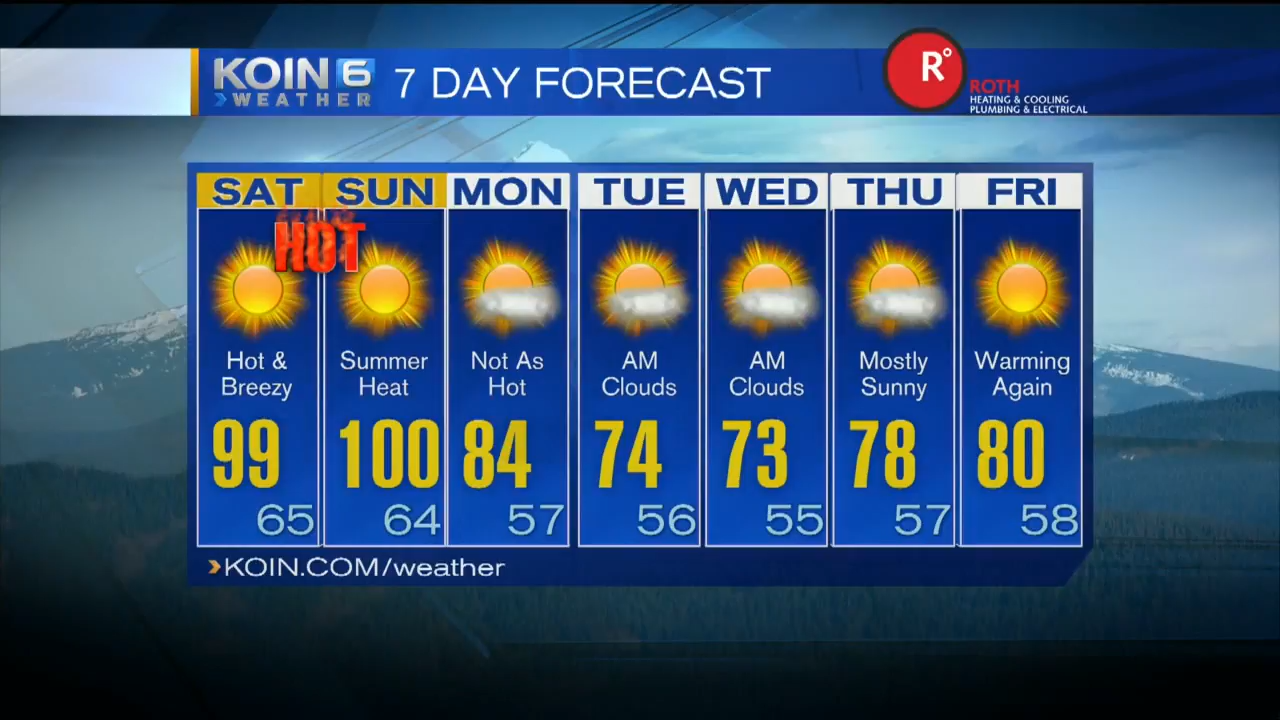 KOIN 6
WEATHER
7 DAY FORECAST
R°
ROTH
HEATING & COOLING
PLUMBING & ELECTRICAL
SAT SUN MON TUE WED THU FRI
HOT
Hot &
Breezy
99
65
Summer
Heat
100
64
Not As
Hot
84
57
AM
Clouds
74
56
AM
Clouds
73
55
Mostly
Sunny
78
57
Warming
Again
80
58
KOIN.COM/weather